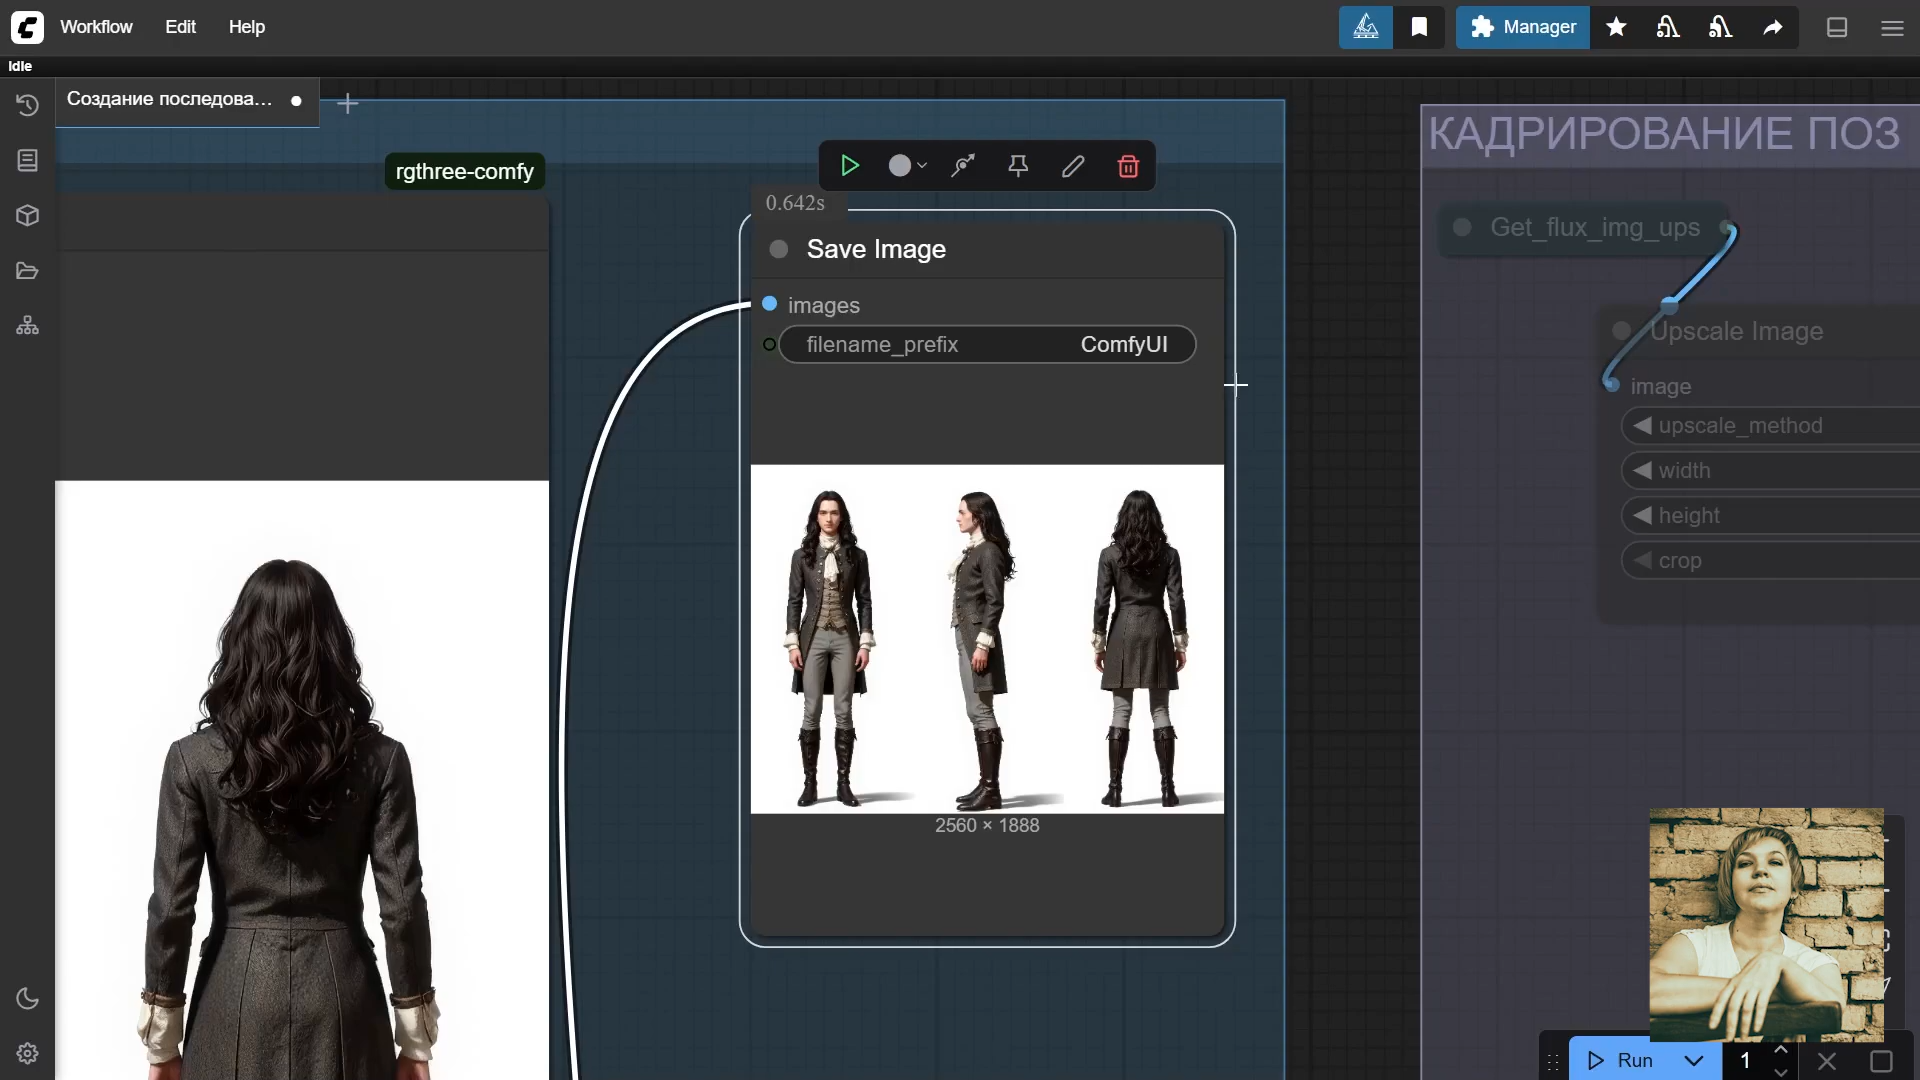 Workflow Edit Help
Manager
Idle
Создание последова...
КАДРИРОВАНИЕ ПОЗ
rgthree-comfy
0.642s
Get_flux_img_ups
Save Image
images
filename_prefix ComfyUI
Upscale Image
image
upscale_method
width
height
crop
2560 × 1888
Run 1